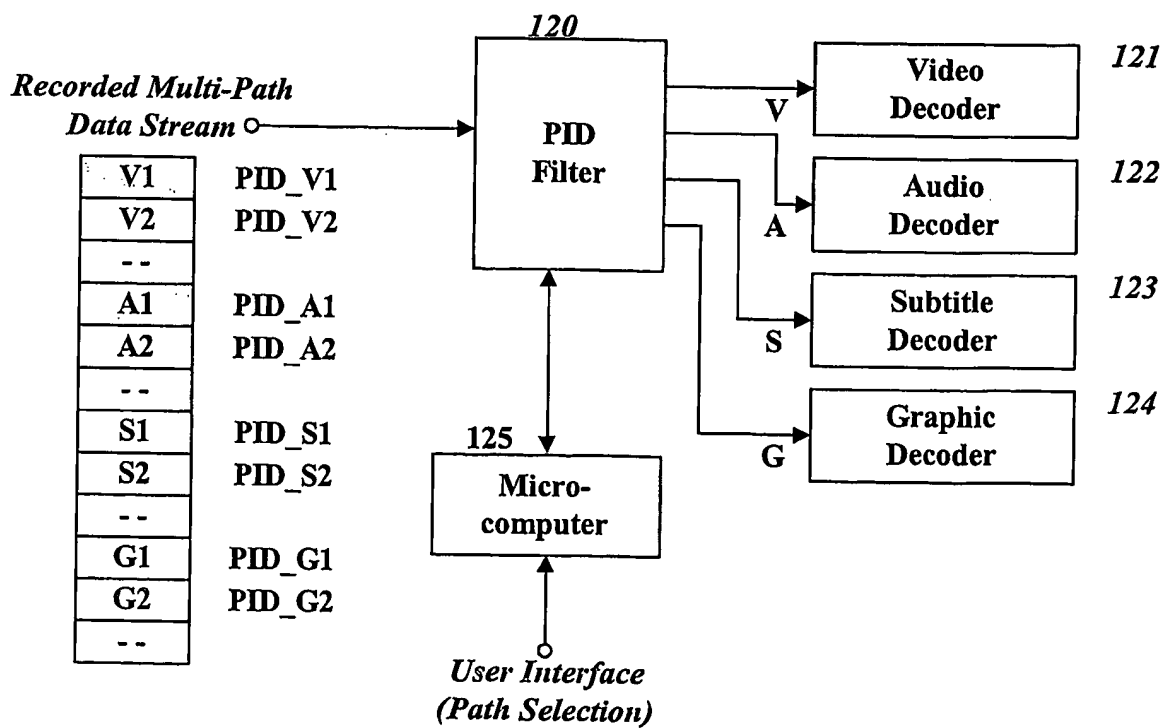 120
Recorded Multi-Path
Data Stream
V1 PID_V1
V2 PID_V2
- -
A1 PID_A1
A2 PID_A2
- -
S1 PID_S1
S2 PID_S2
- -
G1 PID_G1
G2 PID_G2
- -
PID
Filter
V
A
S
G
Video
Decoder
121
Audio
Decoder
122
Subtitle
Decoder
123
Graphic
Decoder
124
125
Micro-
computer
User Interface
(Path Selection)